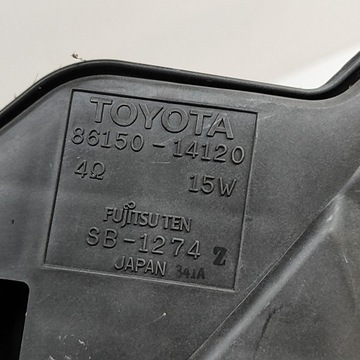 TOYOTA
86150-14120
4Ω 15W
FUJITSU TEN
SB-1274 Z
JAPAN 341A